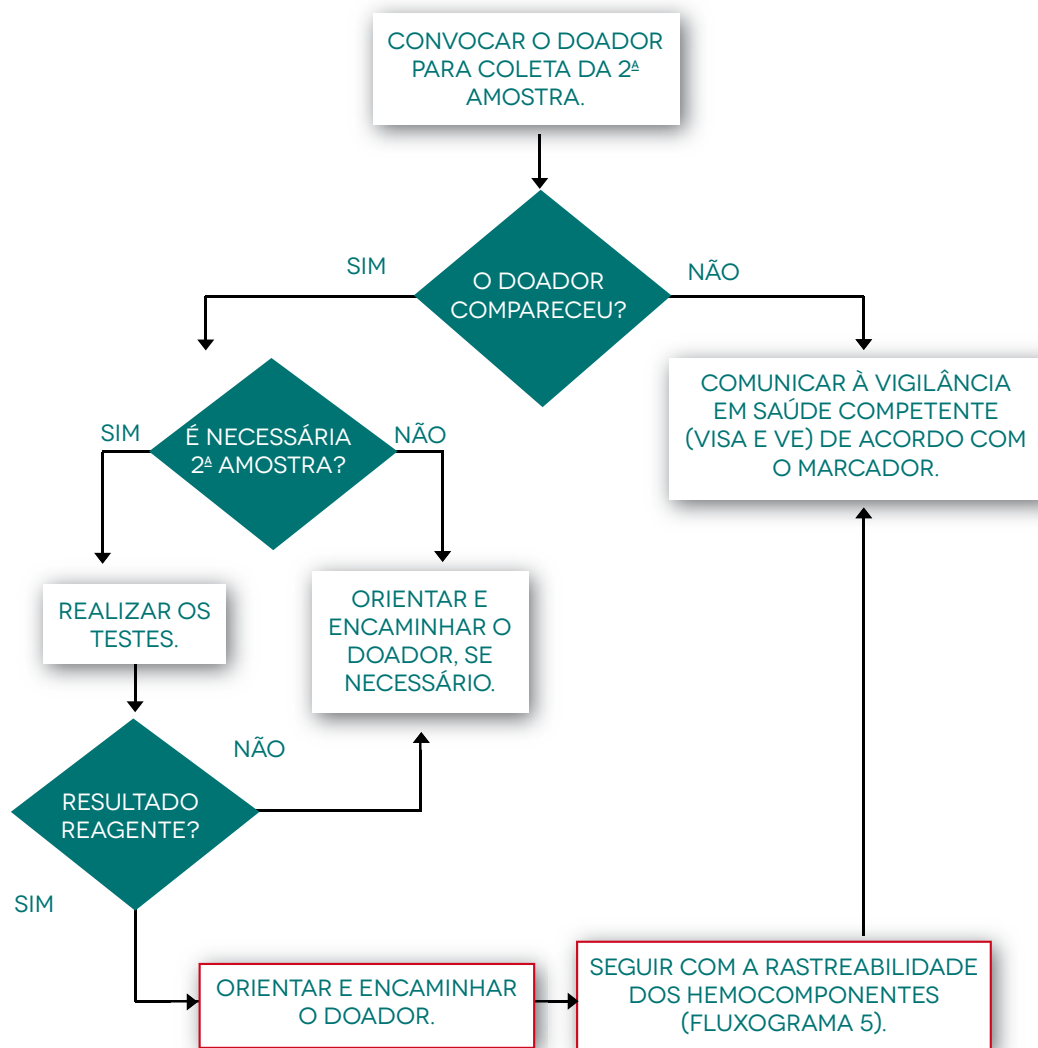 CONVOCAR O DOADOR
PARA COLETA DA 2ª
AMOSTRA.
O DOADOR
COMPARECEU?
SIM
NÃO
É NECESSÁRIA
2ª AMOSTRA?
SIM
NÃO
COMUNICAR À VIGILÂNCIA
EM SAÚDE COMPETENTE
(VISA E VE) DE ACORDO COM
O MARCADOR.
REALIZAR OS
TESTES.
ORIENTAR E
ENCAMINHAR O
DOADOR, SE
NECESSÁRIO.
RESULTADO
REAGENTE?
NÃO
SIM
ORIENTAR E ENCAMINHAR
O DOADOR.
SEGUIR COM A RASTREABILIDADE
DOS HEMOCOMPONENTES
(FLUXOGRAMA 5).